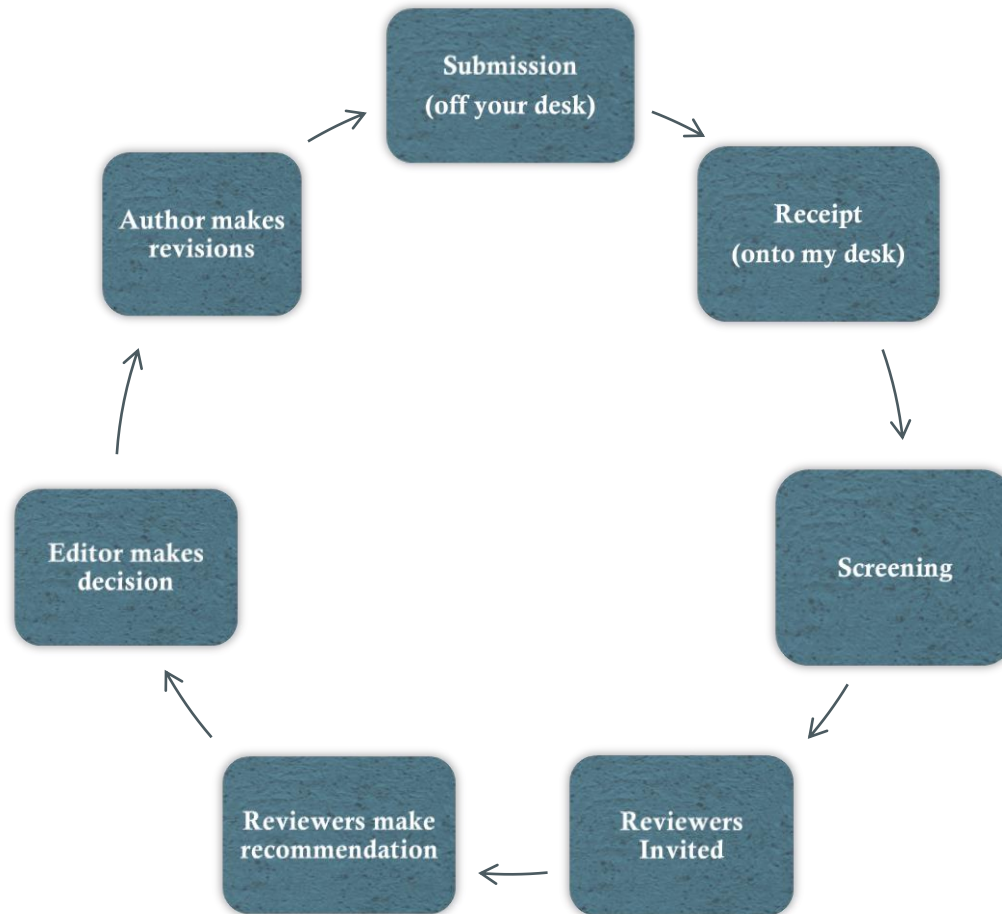 Submission
(off your desk)
Receipt
(onto my desk)
Screening
Reviewers
Invited
Reviewers make
recommendation
Editor makes
decision
Author makes
revisions